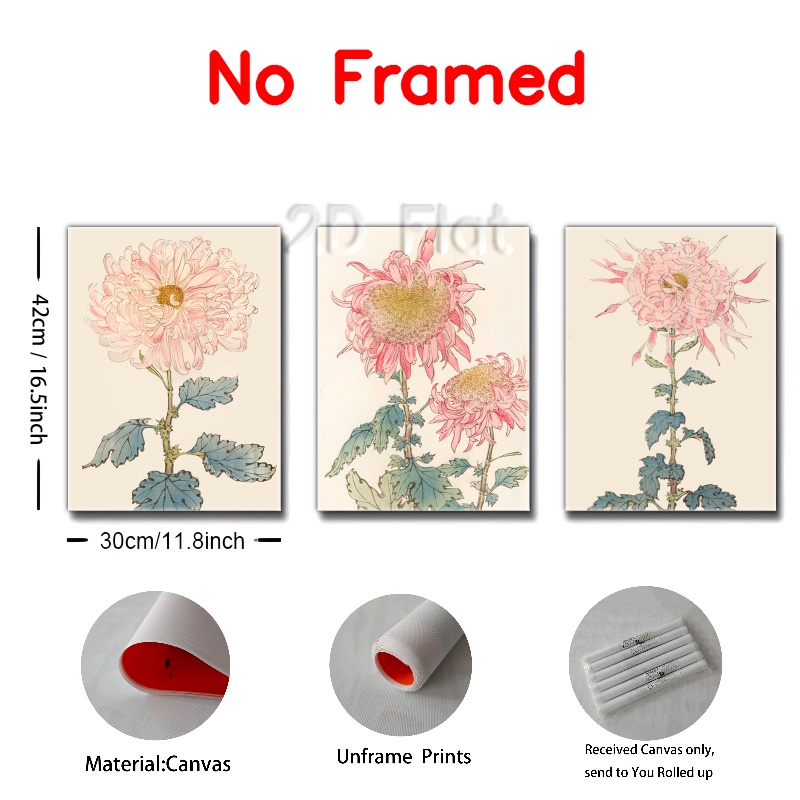 No Framed
2D Flat
42cm / 16.5inch
30cm/11.8inch
Material:Canvas
Unframe Prints
Received Canvas only,
send to You Rolled up